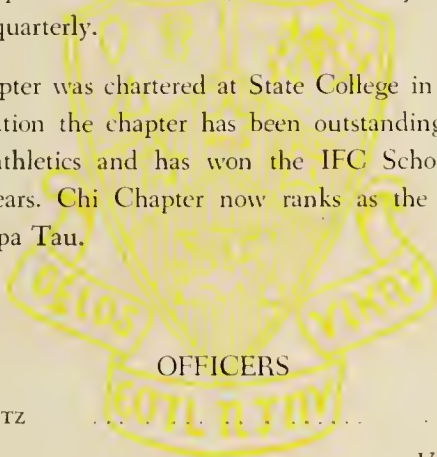 quarterly.
pter was chartered at State College in
tion the chapter has been outstanding
athletics and has won the IFC Scho
ears. Chi Chapter now ranks as the
pa Tau.
OFFICERS
TZ